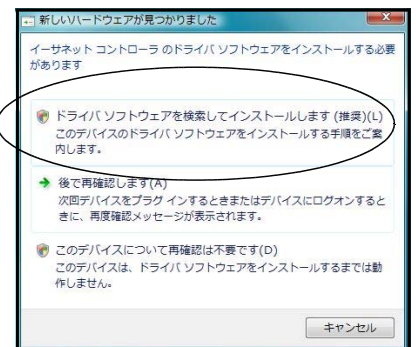 新しいハードウェアが見つかりました
イーサネット コントローラ のドライバ ソフトウェアをインストールする必要
があります
ドライバ ソフトウェアを検索してインストールします (推奨)(L)
このデバイスのドライバ ソフトウェアをインストールする手順をご案
内します。
後で再確認します(A)
次回デバイスをプラグ インするときまたはデバイスにログオンすると
きに、再度確認メッセージが表示されます。
このデバイスについて再確認は不要です(D)
このデバイスは、ドライバ ソフトウェアをインストールするまでは動
作しません。
キャンセル